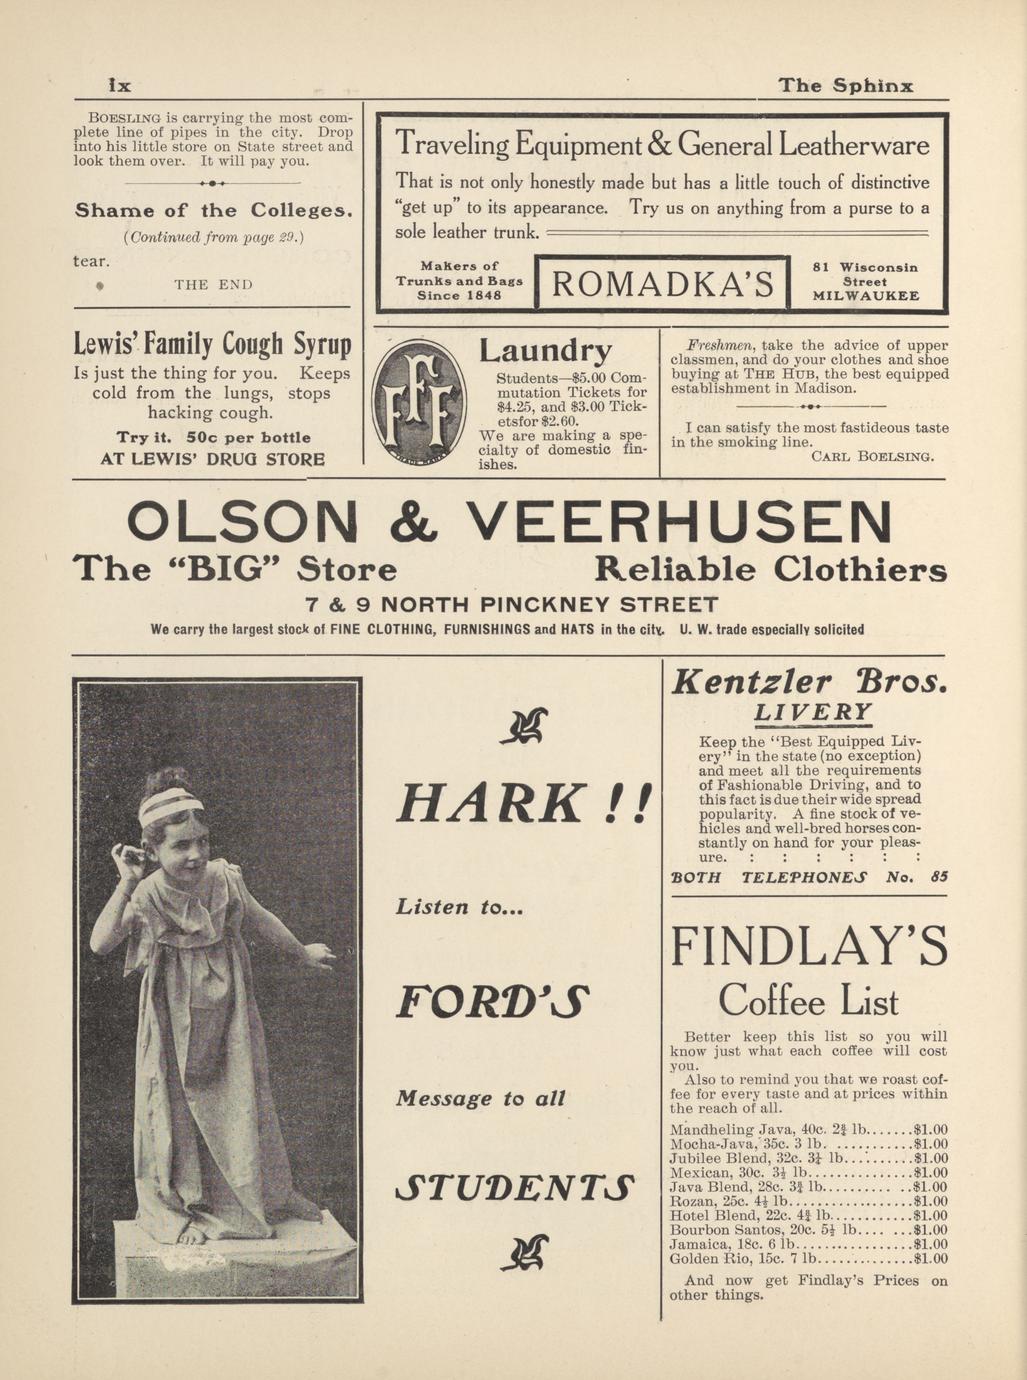 ix
The Sphinx
BOESLING is carrying the most com-
plete line of pipes in the city. Drop
into his little store on State street and
look them over. It will pay you.
Shame of the Colleges.
(Continued from page 29.)
tear.
THE END
Traveling Equipment & General Leatherware
That is not only honestly made but has a little touch of distinctive
“get up” to its appearance. Try us on anything from a purse to a
sole leather trunk.
Makers of
Trunks and Bags
Since 1848
ROMADKA'S
81 Wisconsin
Street
MILWAUKEE
Lewis' Family Cough Syrup
Is just the thing for you. Keeps
cold from the lungs, stops
hacking cough.
Try it. 50c per bottle
AT LEWIS' DRUG STORE
FFF
Laundry
Students—$5.00 Com-
mutation Tickets for
$4.25, and $3.00 Tick-
etsfor $2.60.
We are making a spe-
cialty of domestic fin-
ishes.
Freshmen, take the advice of upper
classmen, and do your clothes and shoe
buying at THE HUB, the best equipped
establishment in Madison.
I can satisfy the most fastideous taste
in the smoking line.
CARL BOELSING.
OLSON & VEERHUSEN
The “BIG” Store Reliable Clothiers
7 & 9 NORTH PINCKNEY STREET
We carry the largest stock of FINE CLOTHING, FURNISHINGS and HATS in the city. U. W. trade especially solicited
HARK !!
Listen to...
FORD'S
Message to all
STUDENTS
Kentzler Bros.
LIVERY
Keep the “Best Equipped Liv-
ery” in the state (no exception)
and meet all the requirements
of Fashionable Driving, and to
this fact is due their wide spread
popularity. A fine stock of ve-
hicles and well-bred horses con-
stantly on hand for your pleas-
ure. : : : : : :
BOTH TELEPHONES No. 85
FINDLAY'S
Coffee List
Better keep this list so you will
know just what each coffee will cost
you.
Also to remind you that we roast cof-
fee for every taste and at prices within
the reach of all.
Mandheling Java, 40c. 2¾ lb.......$1.00
Mocha-Java, 35c. 3 lb. ...........$1.00
Jubilee Blend, 32c. 3¼ lb..........$1.00
Mexican, 30c. 3½ lb...............$1.00
Java Blend, 28c. 3¾ lb.......... ..$1.00
Rozan, 25c. 4½ lb..................$1.00
Hotel Blend, 22c. 4¾ lb............$1.00
Bourbon Santos, 20c. 5½ lb.... ...$1.00
Jamaica, 18c. 6 lb.................$1.00
Golden Rio, 15c. 7 lb..............$1.00
And now get Findlay's Prices on
other things.